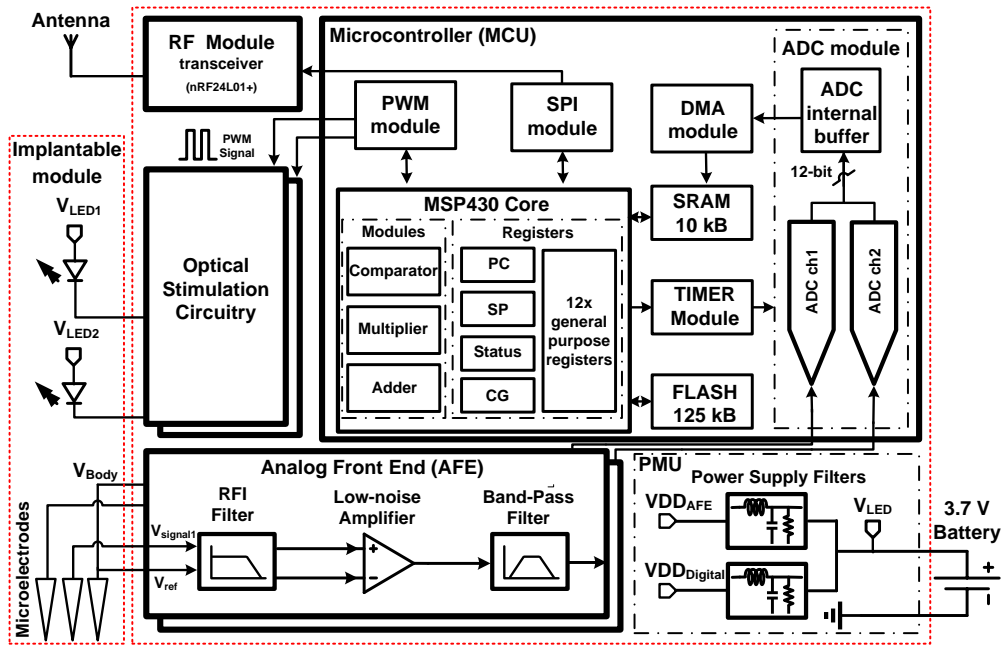 Antenna
RF Module
transceiver
(nRF24L01+)
Microcontroller (MCU)
ADC module
PWM
module
SPI
module
DMA
module
ADC
internal
buffer
PWM
Signal
12-bit
Implantable
module
VLED1
VLED2
Optical
Stimulation
Circuitry
MSP430 Core
Modules
Comparator
Multiplier
Adder
Registers
PC
SP
Status
CG
12x
general
purpose
registers
SRAM
10 kB
TIMER
Module
FLASH
125 kB
ADC ch1
ADC ch2
Analog Front End (AFE)
RFI
Filter
Low-noise
Amplifier
Band-Pass
Filter
VBody
Vsignal1
Vref
+
−
Microelectrodes
PMU
Power Supply Filters
VDDAFE
VDDDigital
VLED
3.7 V
Battery
+